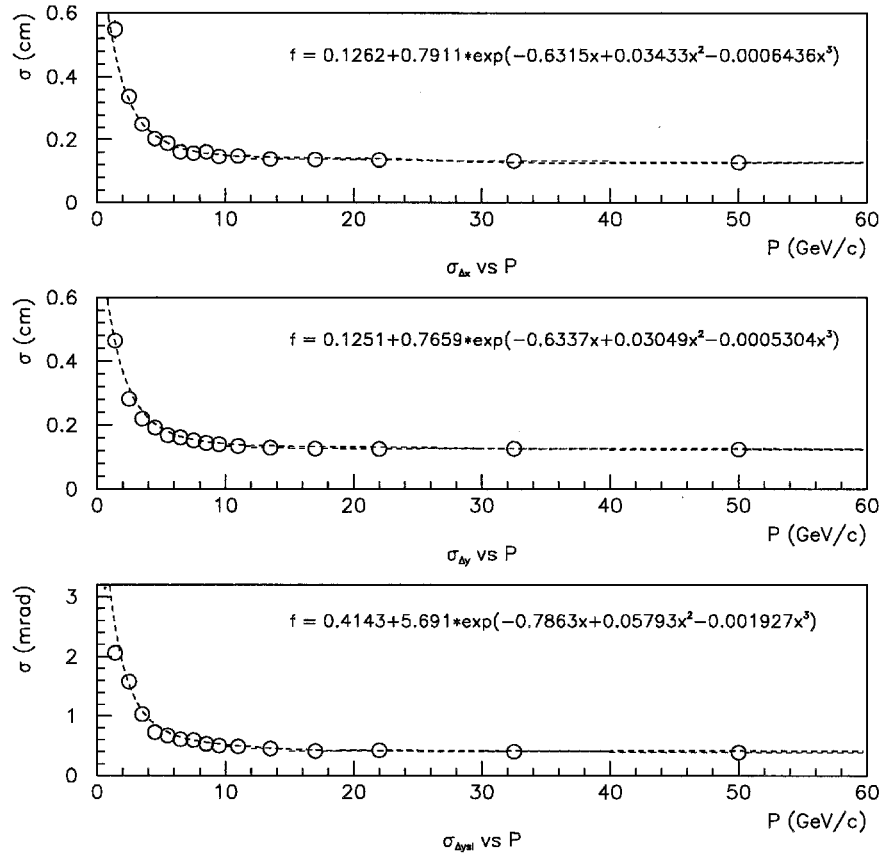 0.6
0.4
0.2
0
σ (cm)
f = 0.1262+0.7911*exp(-0.6315x+0.03433x²-0.0006436x³)
0 10 20 30 40 50 60
P (GeV/c)
σΔx vs P
0.6
0.4
0.2
0
σ (cm)
f = 0.1251+0.7659*exp(-0.6337x+0.03049x²-0.0005304x³)
0 10 20 30 40 50 60
P (GeV/c)
σΔy vs P
3
2
1
0
σ (mrad)
f = 0.4143+5.691*exp(-0.7863x+0.05793x²-0.001927x³)
0 10 20 30 40 50 60
P (GeV/c)
σΔysl vs P